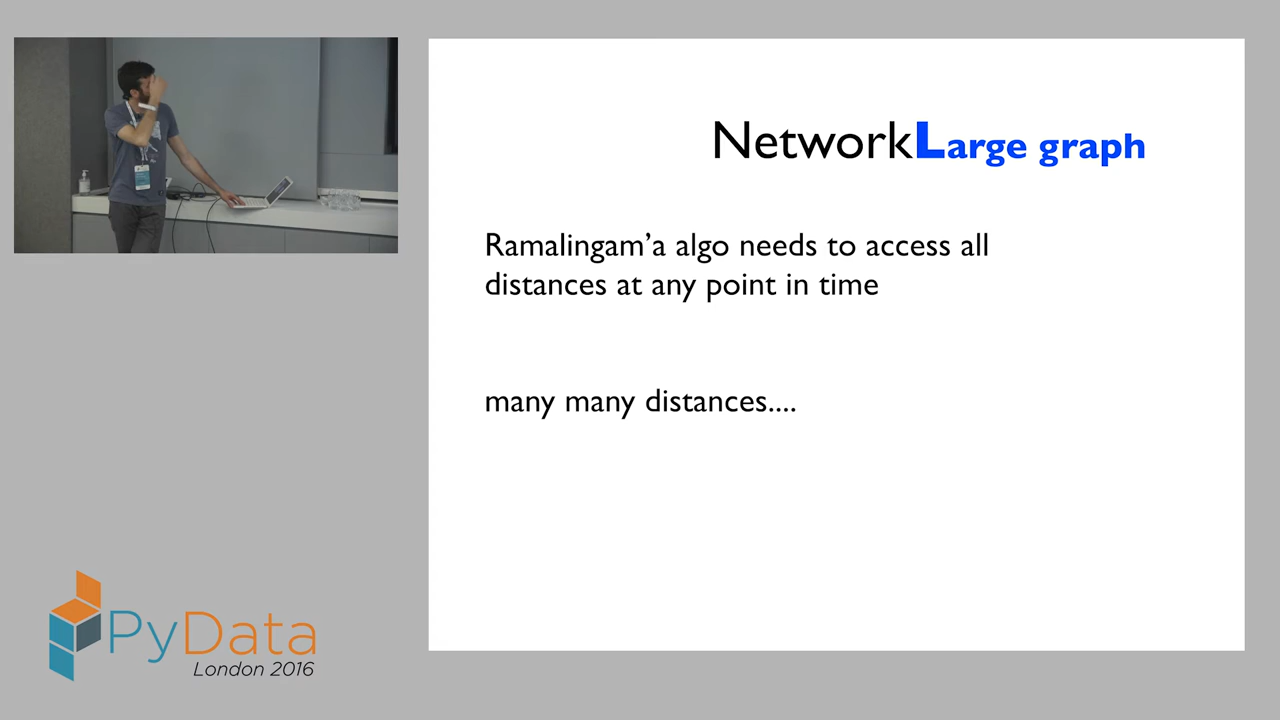 NetworkLarge graph
Ramalingam’a algo needs to access all
distances at any point in time
many many distances....
PyData
London 2016